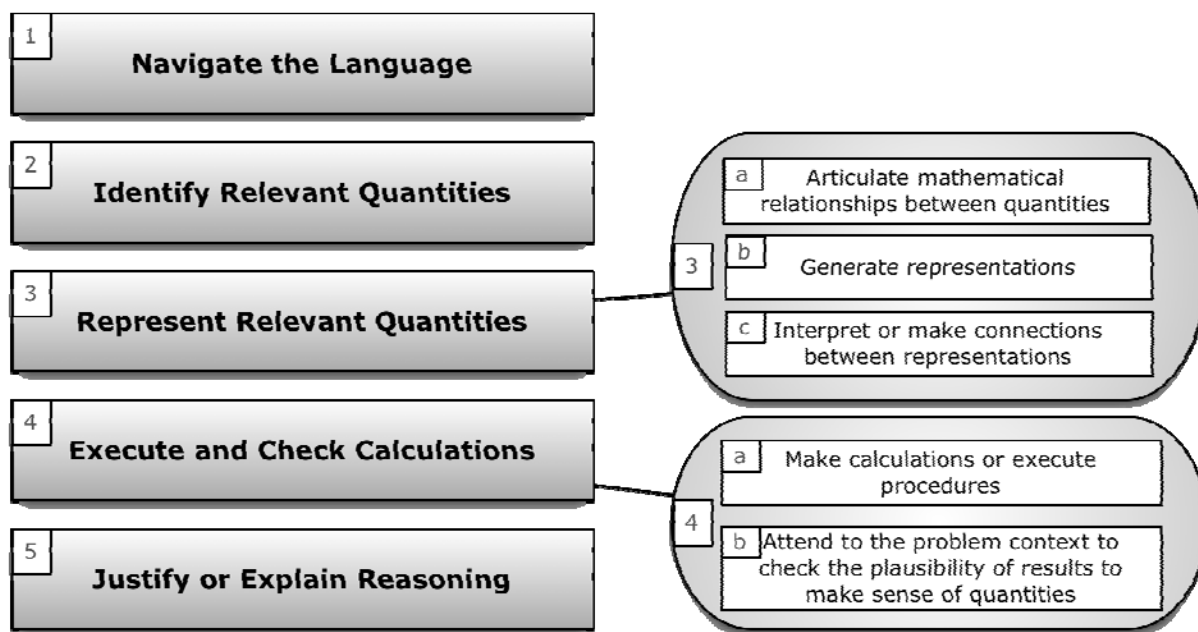 1
Navigate the Language
2
Identify Relevant Quantities
3
Represent Relevant Quantities
4
Execute and Check Calculations
5
Justify or Explain Reasoning
3
a
Articulate mathematical
relationships between quantities
b
Generate representations
c
Interpret or make connections
between representations
4
a
Make calculations or execute
procedures
b
Attend to the problem context to
check the plausibility of results to
make sense of quantities